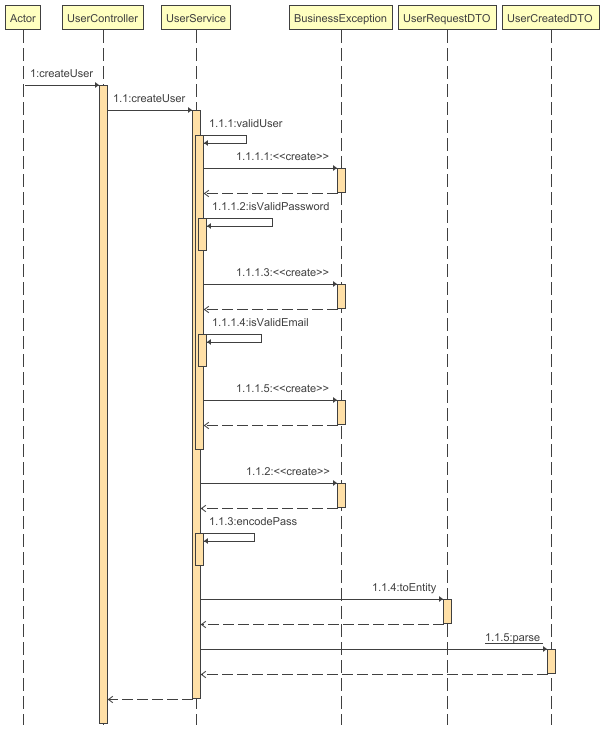 Actor
UserController
UserService
BusinessException
UserRequestDTO
UserCreatedDTO
1:createUser
1.1:createUser
1.1.1:validUser
1.1.1.1:<<create>>
1.1.1.2:isValidPassword
1.1.1.3:<<create>>
1.1.1.4:isValidEmail
1.1.1.5:<<create>>
1.1.2:<<create>>
1.1.3:encodePass
1.1.4:toEntity
1.1.5:parse